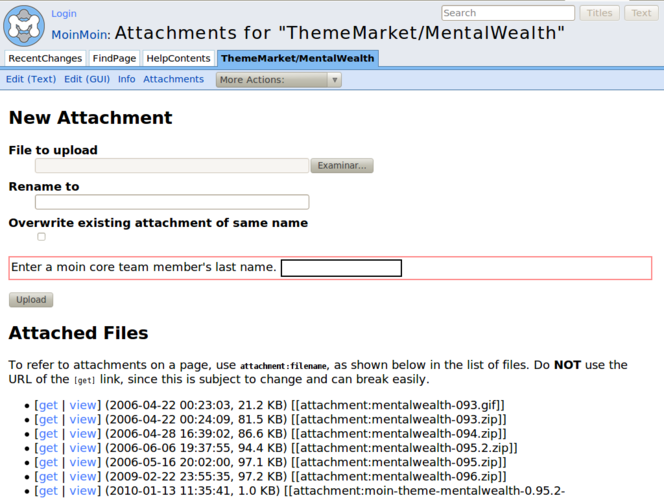 Login
Search
Titles
Text
MoinMoin: Attachments for "ThemeMarket/MentalWealth"
RecentChanges FindPage HelpContents ThemeMarket/MentalWealth
Edit (Text) Edit (GUI) Info Attachments More Actions:
New Attachment
File to upload
Examinar...
Rename to
Overwrite existing attachment of same name
Enter a moin core team member's last name.
Upload
Attached Files
To refer to attachments on a page, use attachment:filename, as shown below in the list of files. Do NOT use the
URL of the [get] link, since this is subject to change and can break easily.
• [get | view] (2006-04-22 00:23:03, 21.2 KB) [[attachment:mentalwealth-093.gif]]
• [get | view] (2006-04-22 00:24:09, 81.5 KB) [[attachment:mentalwealth-093.zip]]
• [get | view] (2006-04-28 16:39:02, 86.6 KB) [[attachment:mentalwealth-094.zip]]
• [get | view] (2006-06-06 19:37:55, 94.4 KB) [[attachment:mentalwealth-095.2.zip]]
• [get | view] (2006-05-16 20:02:00, 97.1 KB) [[attachment:mentalwealth-095.zip]]
• [get | view] (2009-02-22 23:55:35, 97.2 KB) [[attachment:mentalwealth-096.zip]]
• [get | view] (2010-01-13 11:35:41, 1.0 KB) [[attachment:moin-theme-mentalwealth-0.95.2-